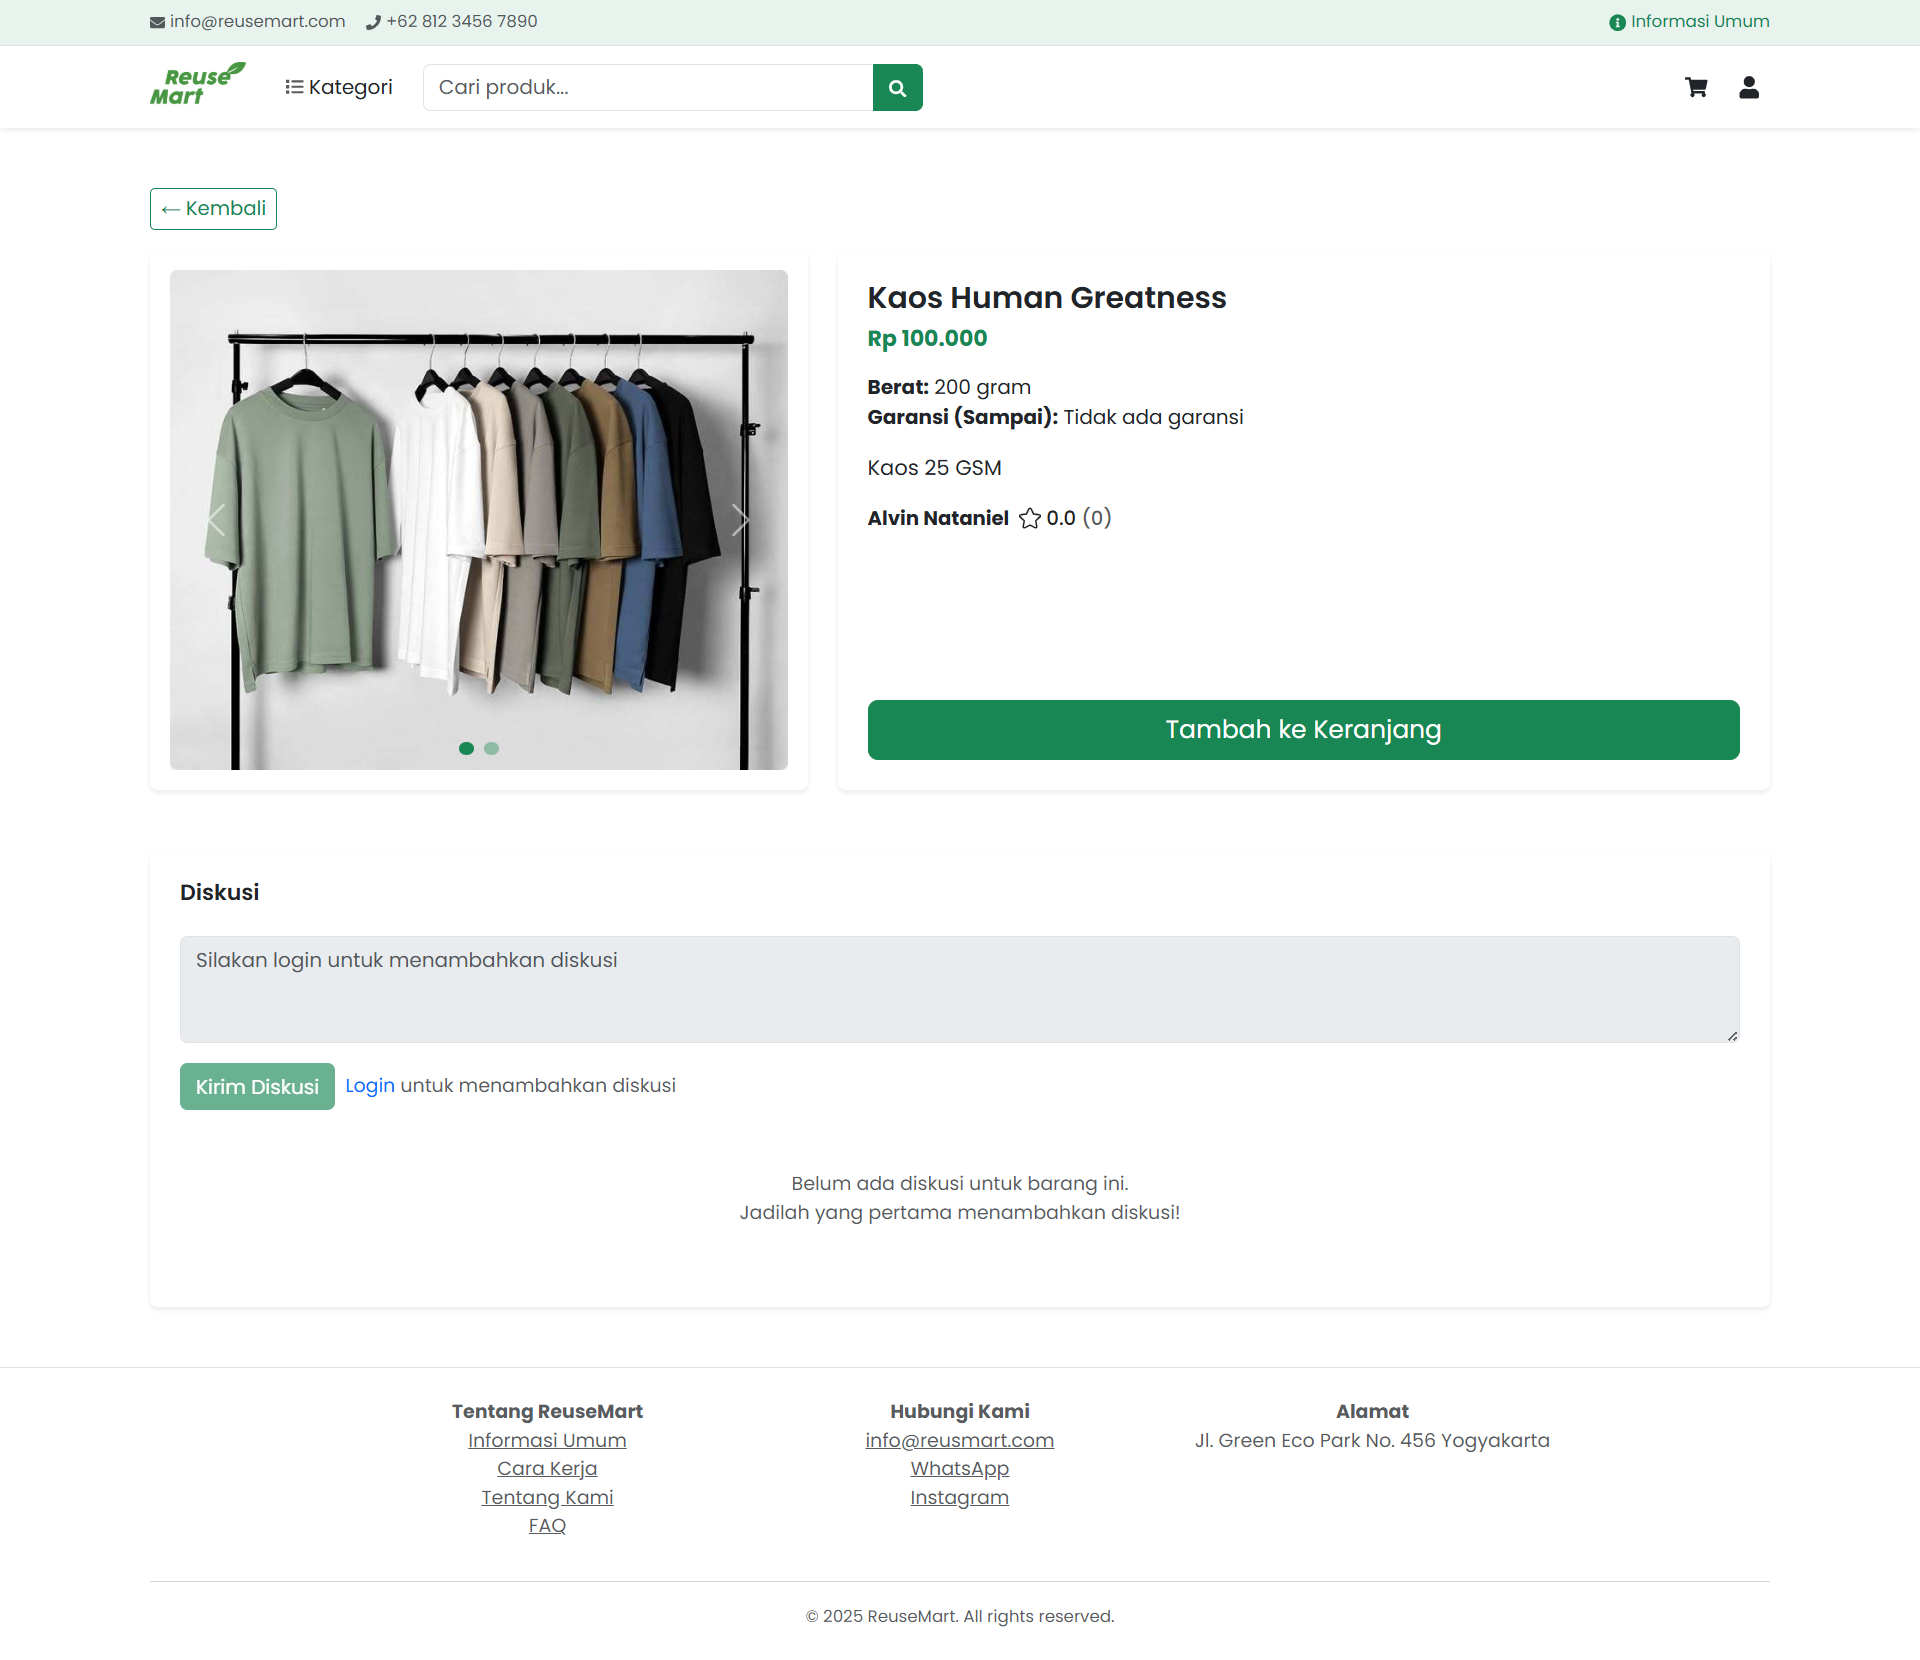 info@reusemart.com +62 812 3456 7890 Informasi Umum
Reuse Mart
Kategori Cari produk...
← Kembali
Kaos Human Greatness
Rp 100.000
Berat: 200 gram
Garansi (Sampai): Tidak ada garansi
Kaos 25 GSM
Alvin Nataniel 0.0 (0)
Tambah ke Keranjang
Diskusi
Silakan login untuk menambahkan diskusi
Kirim Diskusi Login untuk menambahkan diskusi
Belum ada diskusi untuk barang ini.
Jadilah yang pertama menambahkan diskusi!
Tentang ReuseMart
Informasi Umum
Cara Kerja
Tentang Kami
FAQ
Hubungi Kami
info@reusmart.com
WhatsApp
Instagram
Alamat
Jl. Green Eco Park No. 456 Yogyakarta
© 2025 ReuseMart. All rights reserved.